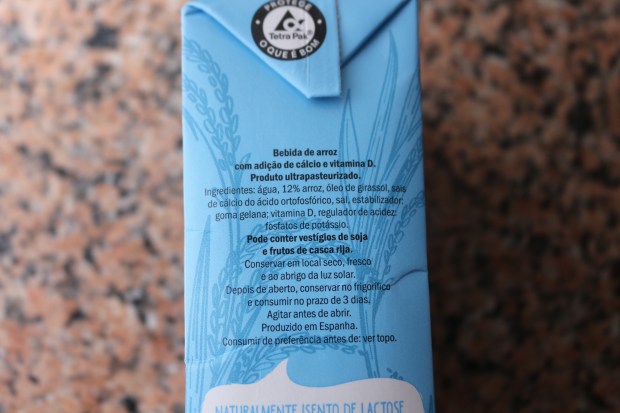 PROTEGE
Tetra Pak®
O QUE É BOM
Bebida de arroz
com adição de cálcio e vitamina D.
Produto ultrapasteurizado.
Ingredientes: água, 12% arroz, óleo de girassol, sais
de cálcio do ácido ortofosfórico, sal, estabilizador:
goma gelana; vitamina D, regulador de acidez:
fosfatos de potássio.
Pode conter vestígios de soja
e frutos de casca rija.
Conservar em local seco, fresco
e ao abrigo da luz solar.
Depois de aberto, conservar no frigorífico
e consumir no prazo de 3 dias.
Agitar antes de abrir.
Produzido em Espanha.
Consumir de preferência antes de: ver topo.
NATURALMENTE ISENTO DE LACTOSE